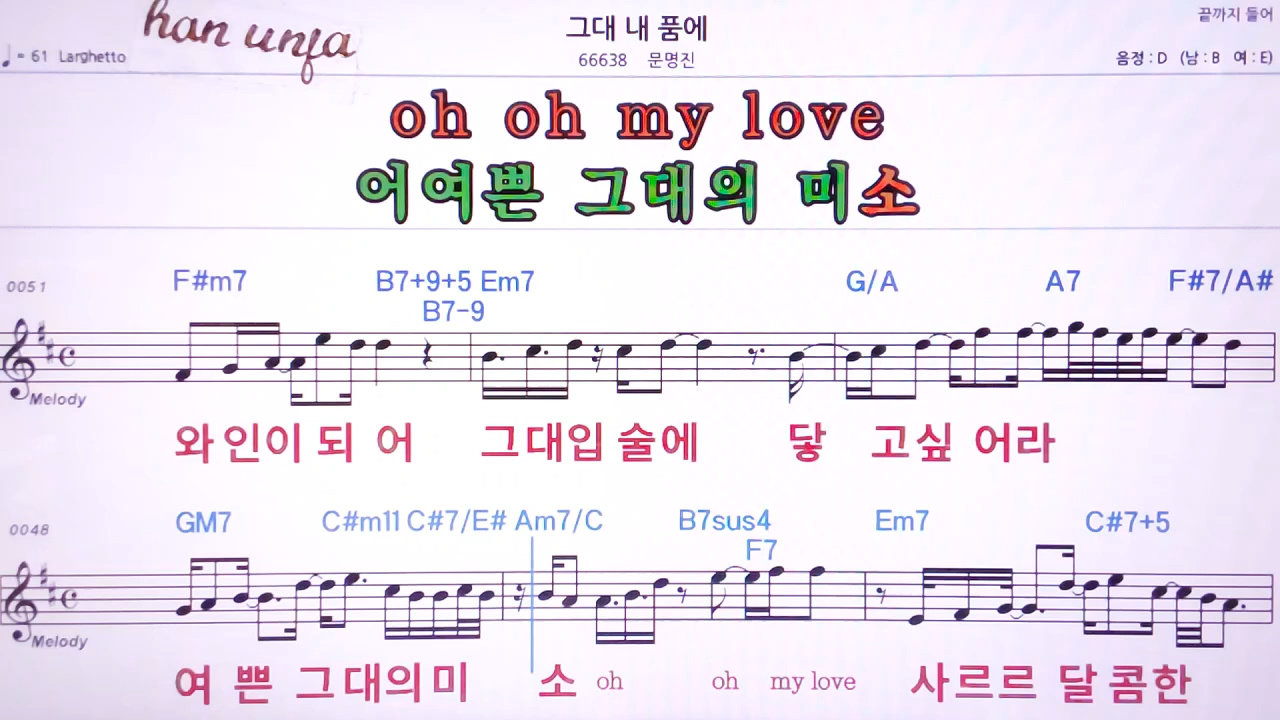 han unja
그대 내 품에
끝까지 들어
♩= 61 Larghetto
66638 문명진
음정 : D (남 : B 여 : E)
oh oh my love
어여쁜 그대의 미소
0051
F#m7 B7+9+5 Em7 G/A A7 F#7/A#
B7-9
Melody
와 인이 되 어 그대입 술에 닿 고싶 어라
0048
GM7 C#m11 C#7/E# Am7/C B7sus4 Em7 C#7+5
F7
Melody
여 쁜 그대의미 소 oh oh my love 사르르 달콤한